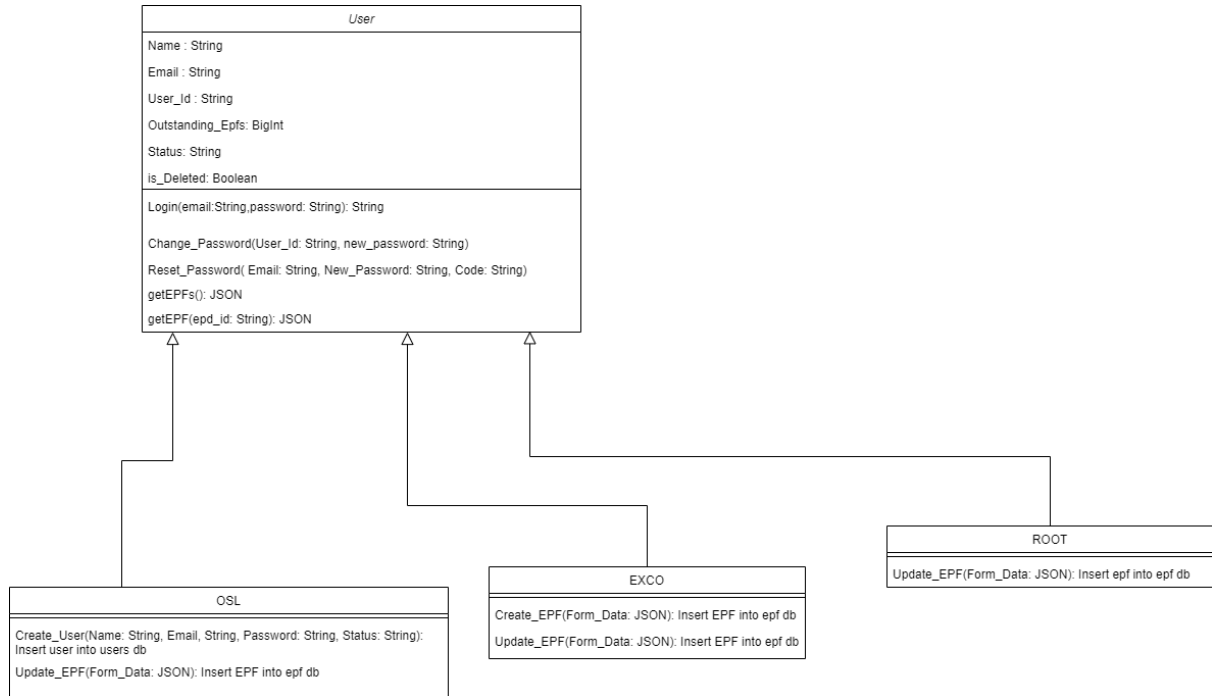 User
Name : String
Email : String
User_Id : String
Outstanding_Epfs: BigInt
Status: String
is_Deleted: Boolean
Login(email:String,password: String): String
Change_Password(User_Id: String, new_password: String)
Reset_Password( Email: String, New_Password: String, Code: String)
getEPFs(): JSON
getEPF(epd_id: String): JSON
OSL
Create_User(Name: String, Email, String, Password: String, Status: String):
Insert user into users db
Update_EPF(Form_Data: JSON): Insert EPF into epf db
EXCO
Create_EPF(Form_Data: JSON): Insert EPF into epf db
Update_EPF(Form_Data: JSON): Insert EPF into epf db
ROOT
Update_EPF(Form_Data: JSON): Insert epf into epf db